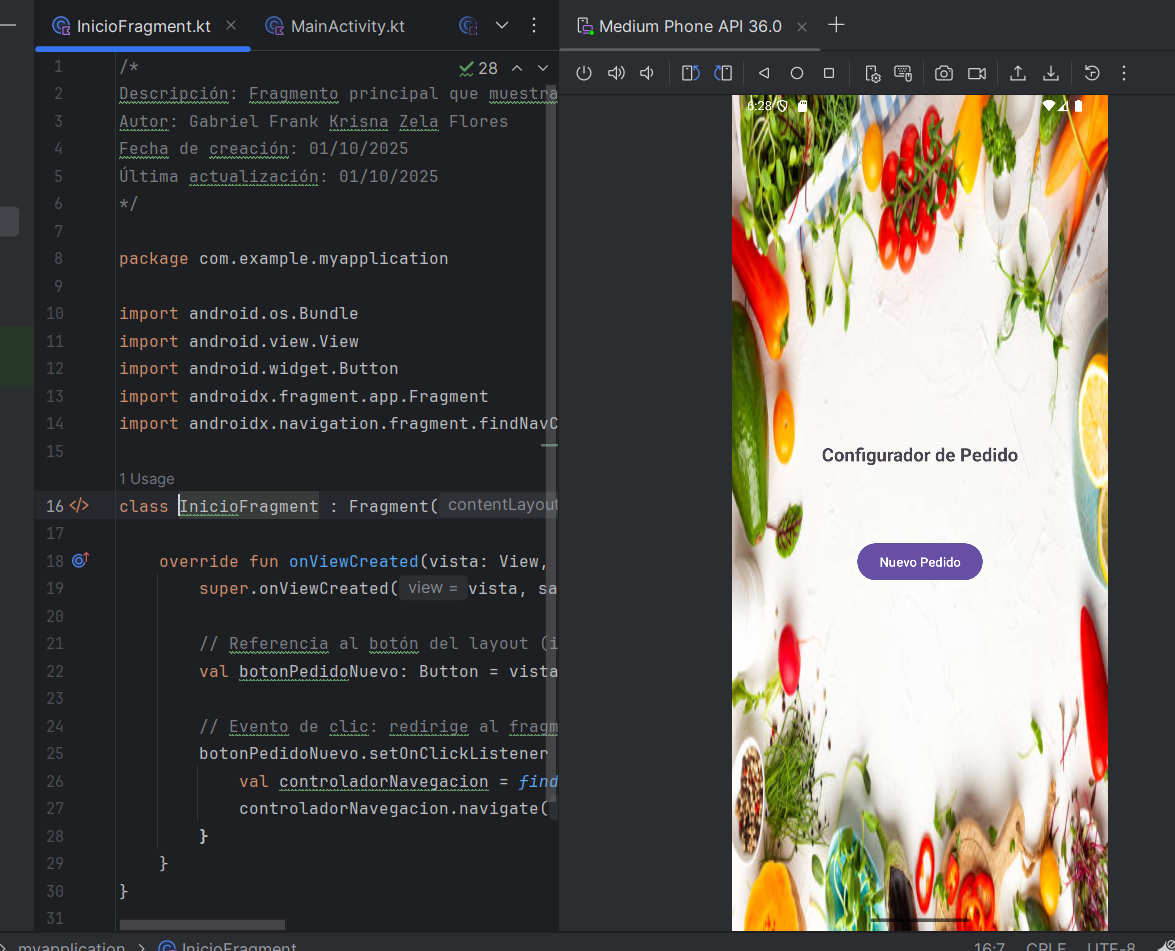 InicioFragment.kt
MainActivity.kt
Medium Phone API 36.0
28
1 /*
2 Descripción: Fragmento principal que muestra
3 Autor: Gabriel Frank Krisna Zela Flores
4 Fecha de creación: 01/10/2025
5 Última actualización: 01/10/2025
6 */
7
8 package com.example.myapplication
9
10 import android.os.Bundle
11 import android.view.View
12 import android.widget.Button
13 import androidx.fragment.app.Fragment
14 import androidx.navigation.fragment.findNavC
15
1 Usage
16 class InicioFragment : Fragment( contentLayout
17
18 override fun onViewCreated(vista: View,
19 super.onViewCreated( view = vista, sa
20
21 // Referencia al botón del layout (i
22 val botonPedidoNuevo: Button = vista
23
24 // Evento de clic: redirige al fragm
25 botonPedidoNuevo.setOnClickListener
26 val controladorNavegacion = find
27 controladorNavegacion.navigate(
28 }
29 }
30 }
31
6:28
Configurador de Pedido
Nuevo Pedido
myapplication > InicioFragment
16:7 CRLF UTF-8